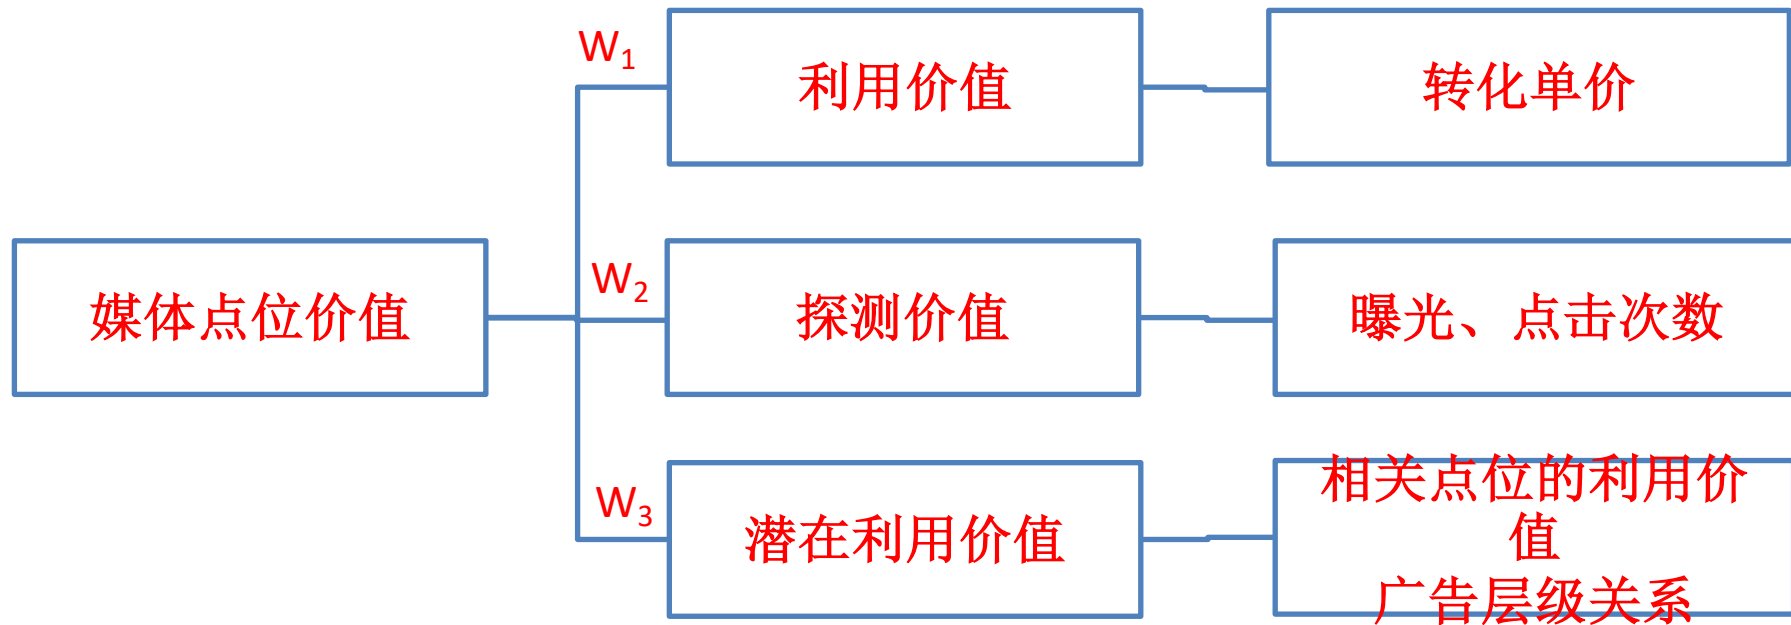 W₁
利用价值
转化单价
媒体点位价值
W₂
探测价值
曝光、点击次数
W₃
潜在利用价值
相关点位的利用价
值
广告层级关系